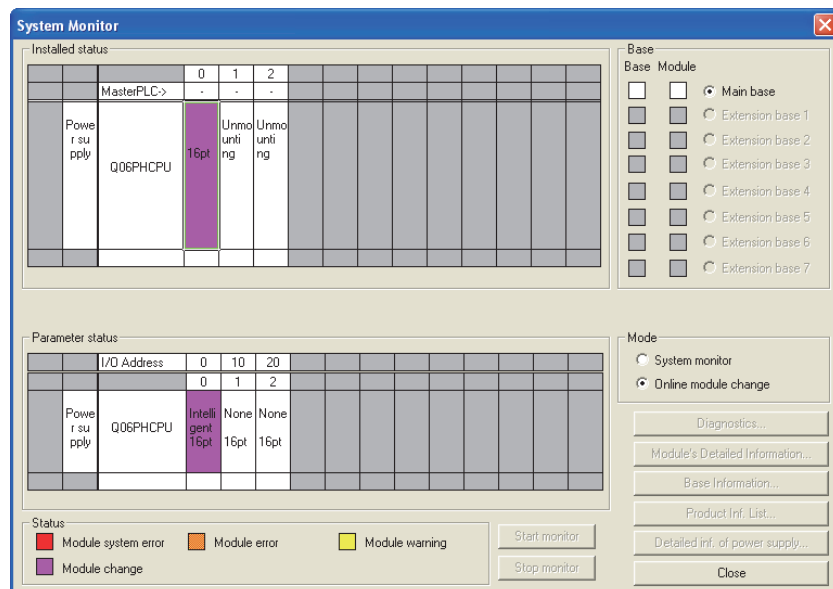 System Monitor
Installed status
0 1 2
MasterPLC-> - - -
Powe
r su
pply
Q06PHCPU
16pt
Unmo
unti
ng
Unmo
unti
ng
Base
Base Module
Main base
Extension base 1
Extension base 2
Extension base 3
Extension base 4
Extension base 5
Extension base 6
Extension base 7
Parameter status
I/O Address 0 10 20
0 1 2
Powe
r su
pply
Q06PHCPU
Intelli
gent
16pt
None
16pt
None
16pt
Mode
System monitor
Online module change
Diagnostics...
Module's Detailed Information...
Base Information...
Product Inf. List...
Detailed inf. of power supply...
Close
Status
Module system error
Module error
Module warning
Module change
Start monitor
Stop monitor